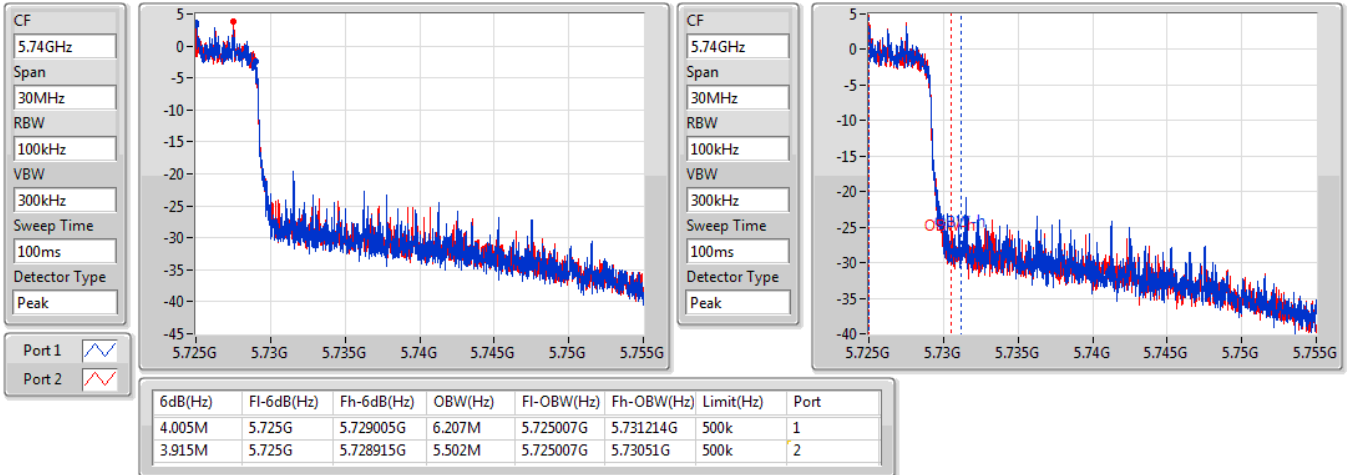 CF
5.74GHz
Span
30MHz
RBW
100kHz
VBW
300kHz
Sweep Time
100ms
Detector Type
Peak
Port 1
Port 2
5
0
-5
-10
-15
-20
-25
-30
-35
-40
-45
5.725G 5.73G 5.735G 5.74G 5.745G 5.75G 5.755G
CF
5.74GHz
Span
30MHz
RBW
100kHz
VBW
300kHz
Sweep Time
100ms
Detector Type
Peak
5
0
-5
-10
-15
-20
-25
-30
-35
-40
5.725G 5.73G 5.735G 5.74G 5.745G 5.75G 5.755G
6dB(Hz) Fl-6dB(Hz) Fh-6dB(Hz) OBW(Hz) Fl-OBW(Hz) Fh-OBW(Hz) Limit(Hz) Port
4.005M 5.725G 5.729005G 6.207M 5.725007G 5.731214G 500k 1
3.915M 5.725G 5.728915G 5.502M 5.725007G 5.73051G 500k 2